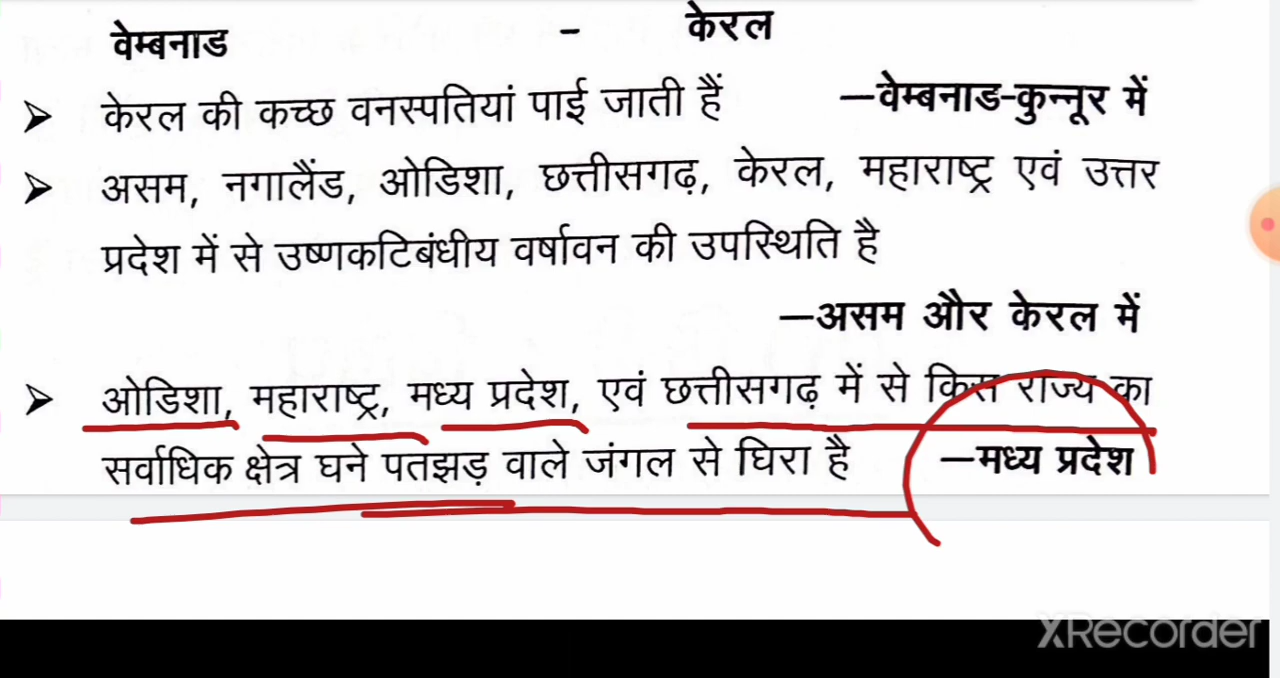 वेम्बनाड - केरल
➤ केरल की कच्छ वनस्पतियां पाई जाती हैं —वेम्बनाड-कुन्नूर में
➤ असम, नगालैंड, ओडिशा, छत्तीसगढ़, केरल, महाराष्ट्र एवं उत्तर
प्रदेश में से उष्णकटिबंधीय वर्षावन की उपस्थिति है
—असम और केरल में
➤ ओडिशा, महाराष्ट्र, मध्य प्रदेश, एवं छत्तीसगढ़ में से किस राज्य का
सर्वाधिक क्षेत्र घने पतझड़ वाले जंगल से घिरा है —मध्य प्रदेश
XRecorder